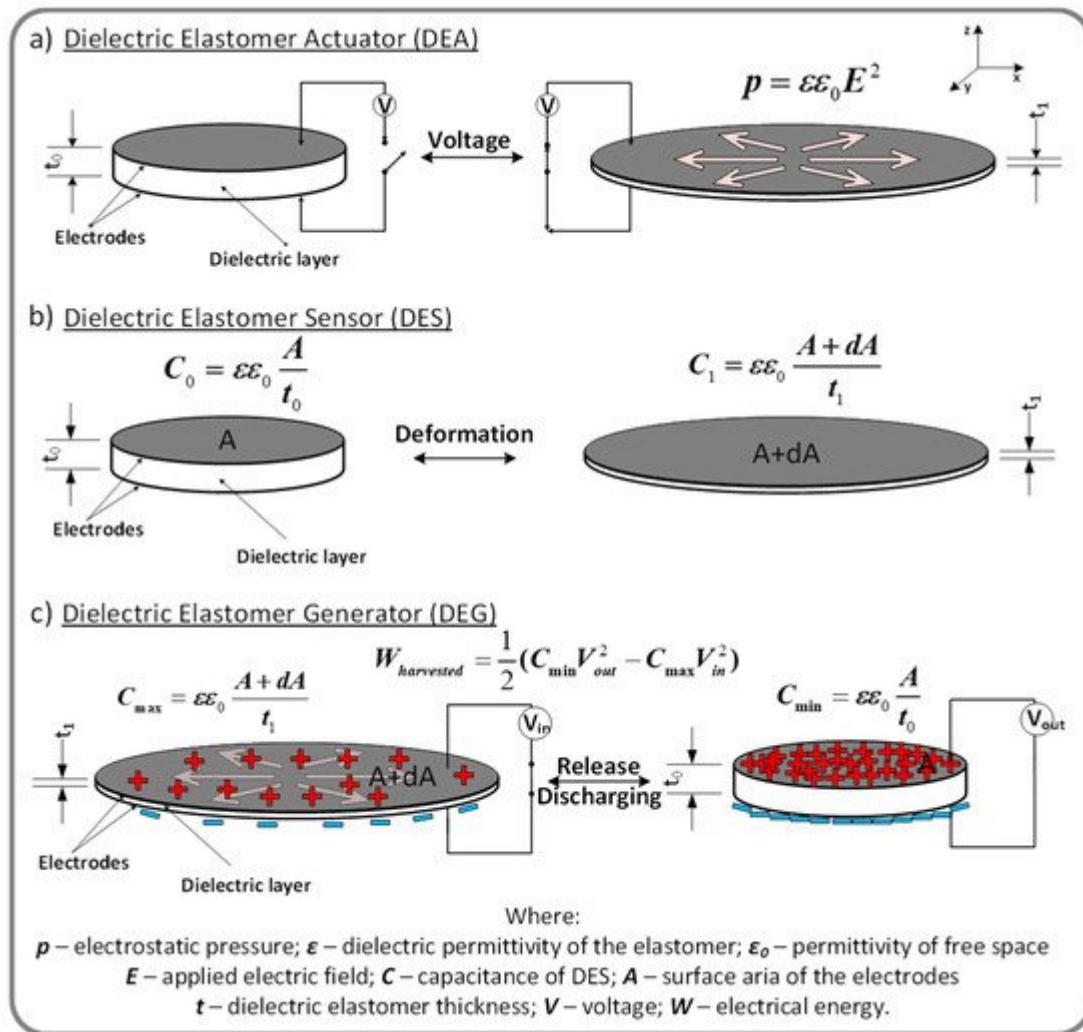 a) Dielectric Elastomer Actuator (DEA)
z
x
y
p = εε₀E²
t₀
V
Voltage
V
t₁
Electrodes
Dielectric layer
b) Dielectric Elastomer Sensor (DES)
C₀ = εε₀ A/t₀
C₁ = εε₀ (A + dA)/t₁
t₀
A
Deformation
A+dA
t₁
Electrodes
Dielectric layer
c) Dielectric Elastomer Generator (DEG)
W_harvested = 1/2 (C_min V²_out − C_max V²_in)
C_max = εε₀ (A + dA)/t₁
C_min = εε₀ A/t₀
t₁
A+dA
V_in
Release
Discharging
t₀
A
V_out
Electrodes
Dielectric layer
Where:
p – electrostatic pressure; ε – dielectric permittivity of the elastomer; ε₀ – permittivity of free space
E – applied electric field; C – capacitance of DES; A – surface aria of the electrodes
t – dielectric elastomer thickness; V – voltage; W – electrical energy.